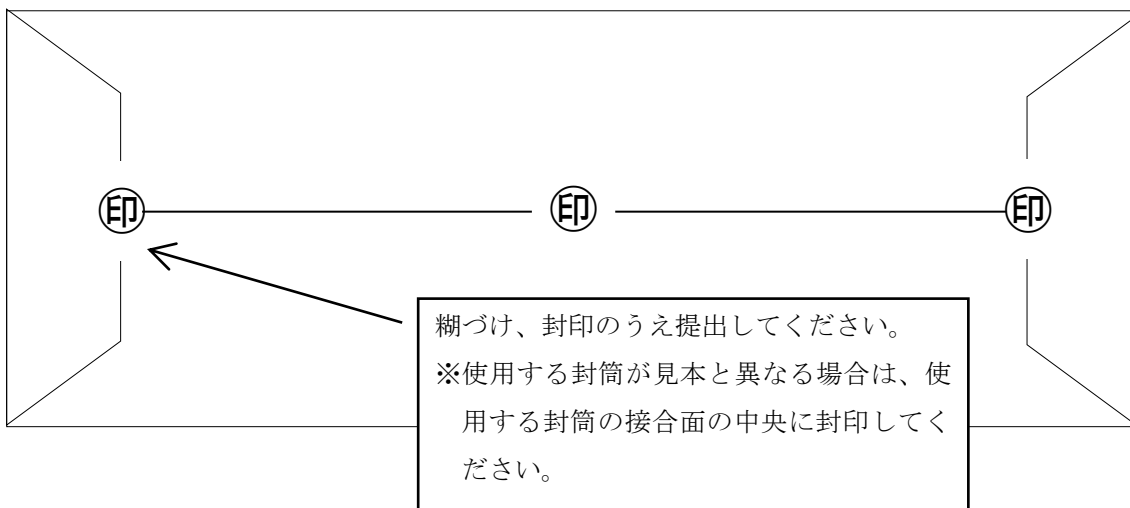 ㊞ ㊞ ㊞
糊づけ、封印のうえ提出してください。
※使用する封筒が見本と異なる場合は、使
用する封筒の接合面の中央に封印してく
ださい。